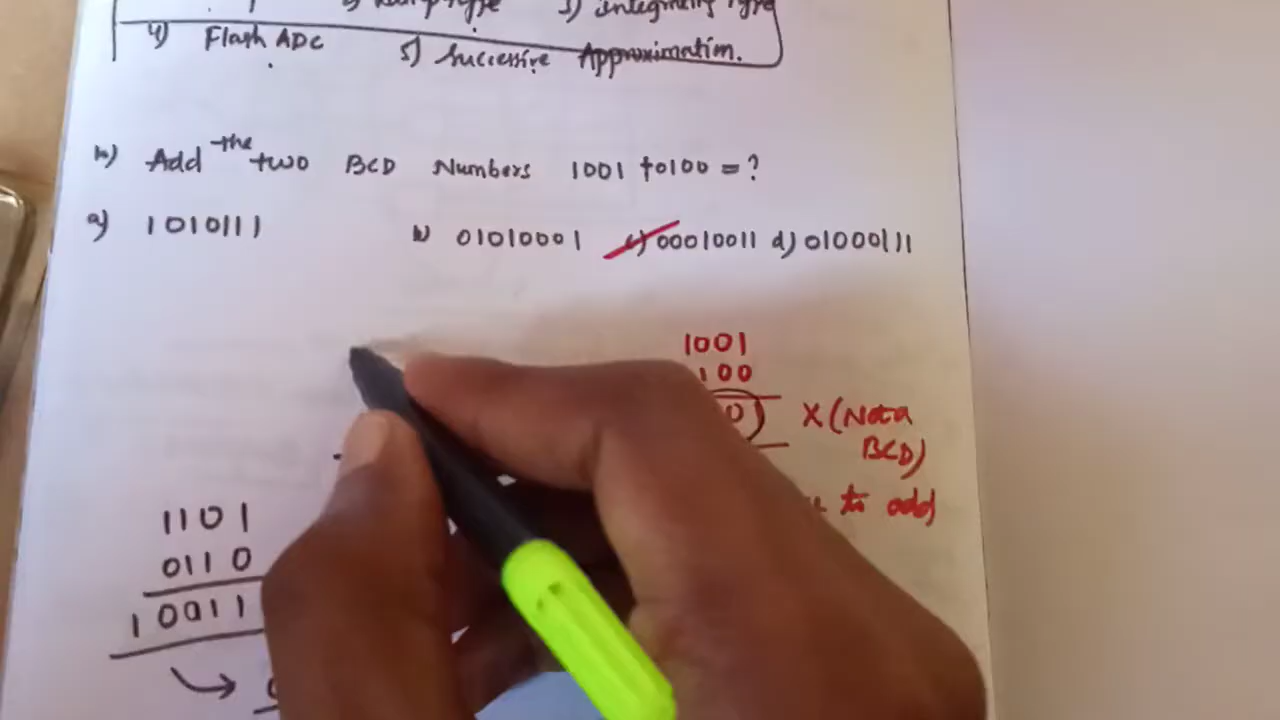 4) Flash ADC 5) Successive Approximation.
h) Add the two BCD Numbers 1001 + 0100 = ?
a) 1010111 b) 01010001 c) 00010011 d) 01000111
1001
100
0 X (Not a
BCD)
to add
1101
0110
10011